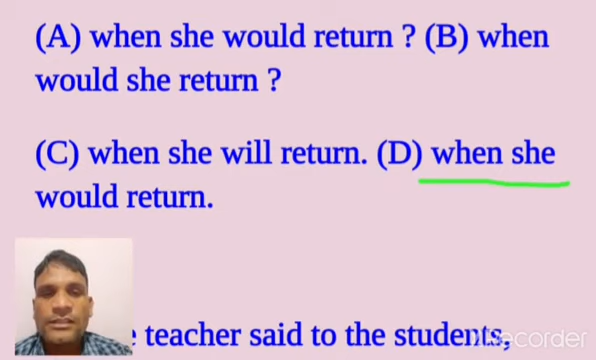 (A) when she would return ? (B) when
would she return ?
(C) when she will return. (D) when she
would return.
teacher said to the students,